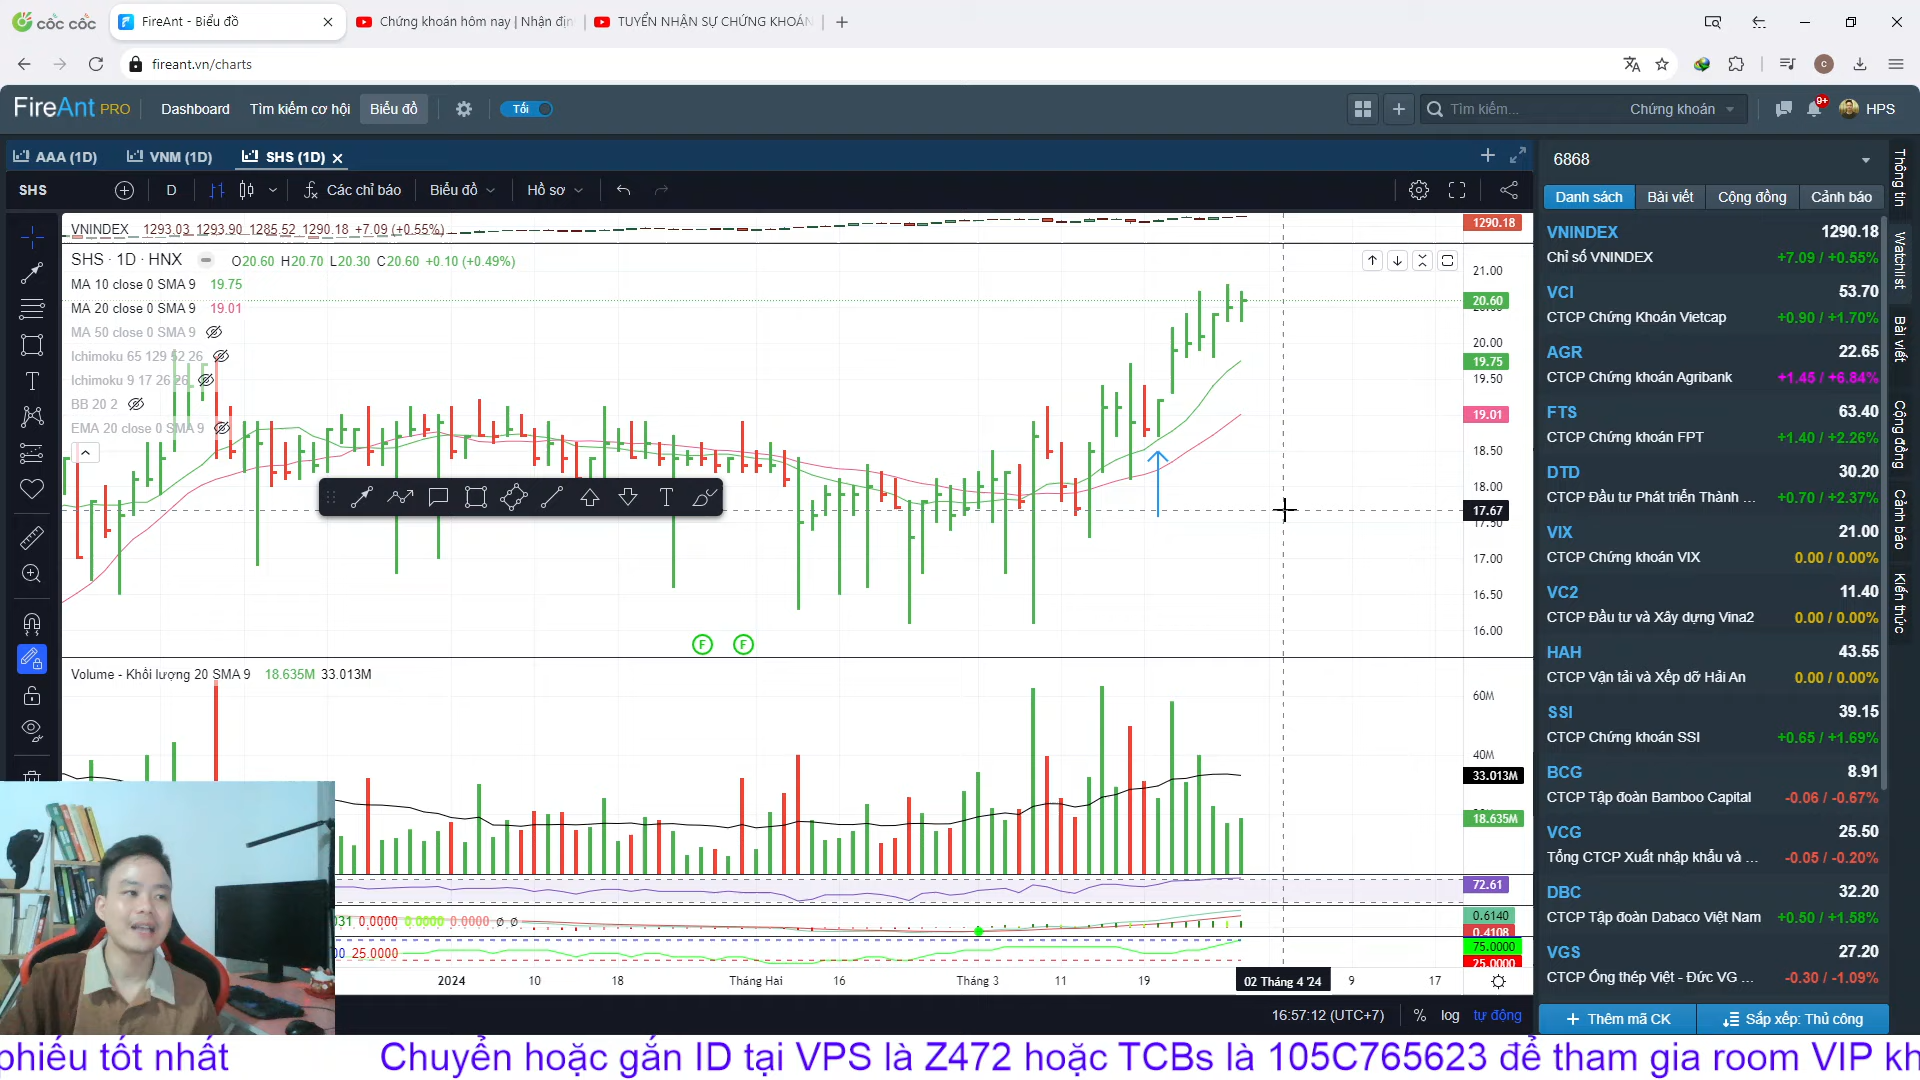 cốc cốc
FireAnt - Biểu đồ
Chứng khoán hôm nay | Nhận địn
TUYỂN NHẬN SỰ CHỨNG KHOÁN
fireant.vn/charts
C
FireAnt PRO
Dashboard
Tìm kiếm cơ hội
Biểu đồ
Tối
Tìm kiếm...
Chứng khoán
9+
HPS
AAA (1D)
VNM (1D)
SHS (1D)
SHS
D
Các chỉ báo
Biểu đồ
Hồ sơ
VNINDEX 1293.03 1293.90 1285.52 1290.18 +7.09 (+0.55%)
SHS · 1D · HNX O20.60 H20.70 L20.30 C20.60 +0.10 (+0.49%)
MA 10 close 0 SMA 9 19.75
MA 20 close 0 SMA 9 19.01
MA 50 close 0 SMA 9
Ichimoku 65 129 52 26
Ichimoku 9 17 26 26
BB 20 2
EMA 20 close 0 SMA 9
1290.18
21.00
20.60
20.00
19.75
19.50
19.01
18.50
18.00
17.67
17.50
17.00
16.50
16.00
F
F
Volume - Khối lượng 20 SMA 9 18.635M 33.013M
60M
40M
33.013M
18.635M
72.61
031 0.0000 0.0000 0.0000 ∅ ∅
0.6140
0.4108
00 25.0000
75.0000
25.0000
2024
10
18
Tháng Hai
16
Tháng 3
11
19
02 Tháng 4 '24
9
17
16:57:12 (UTC+7)
%
log
tự động
6868
Danh sách
Bài viết
Cộng đồng
Cảnh báo
VNINDEX 1290.18
Chỉ số VNINDEX +7.09 / +0.55%
VCI 53.70
CTCP Chứng Khoán Vietcap +0.90 / +1.70%
AGR 22.65
CTCP Chứng khoán Agribank +1.45 / +6.84%
FTS 63.40
CTCP Chứng khoán FPT +1.40 / +2.26%
DTD 30.20
CTCP Đầu tư Phát triển Thành ... +0.70 / +2.37%
VIX 21.00
CTCP Chứng khoán VIX 0.00 / 0.00%
VC2 11.40
CTCP Đầu tư và Xây dựng Vina2 0.00 / 0.00%
HAH 43.55
CTCP Vận tải và Xếp dỡ Hải An 0.00 / 0.00%
SSI 39.15
CTCP Chứng khoán SSI +0.65 / +1.69%
BCG 8.91
CTCP Tập đoàn Bamboo Capital -0.06 / -0.67%
VCG 25.50
Tổng CTCP Xuất nhập khẩu và ... -0.05 / -0.20%
DBC 32.20
CTCP Tập đoàn Dabaco Việt Nam +0.50 / +1.58%
VGS 27.20
CTCP Ống thép Việt - Đức VG ... -0.30 / -1.09%
Thêm mã CK
Sắp xếp: Thủ công
Thông tin
Watchlist
Bài viết
Cộng đồng
Cảnh báo
Kiến thức
phiếu tốt nhất Chuyển hoặc gắn ID tại VPS là Z472 hoặc TCBs là 105C765623 để tham gia room VIP kh